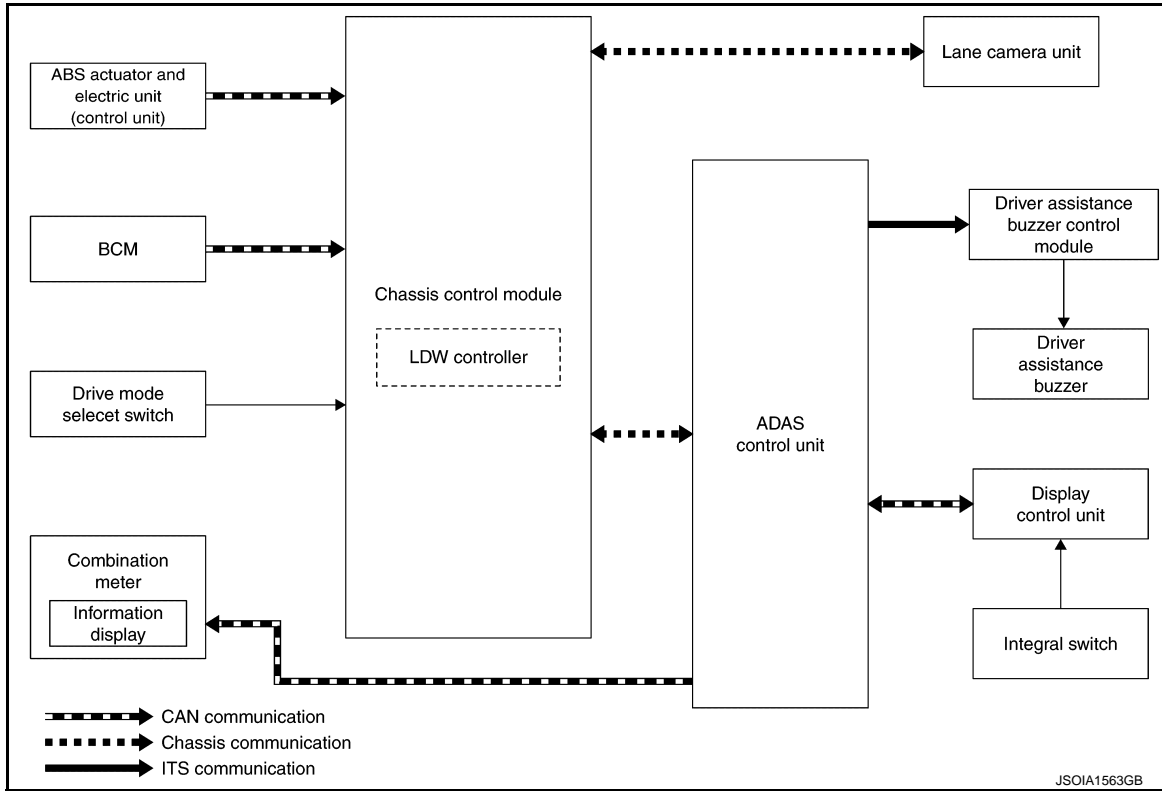 ABS actuator and
electric unit
(control unit)
BCM
Drive mode
selecet switch
Combination
meter
Information
display
Chassis control module
LDW controller
Lane camera unit
ADAS
control unit
Driver assistance
buzzer control
module
Driver
assistance
buzzer
Display
control unit
Integral switch
CAN communication
Chassis communication
ITS communication
JSOIA1563GB